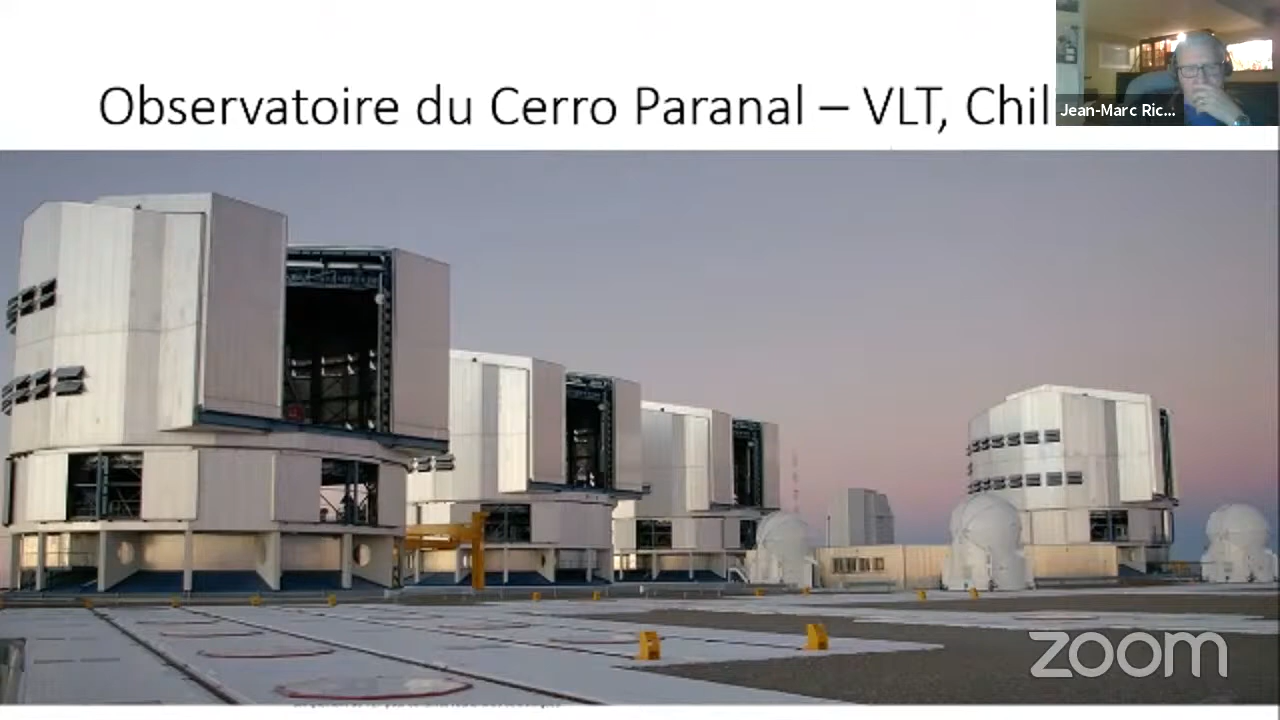 Observatoire du Cerro Paranal – VLT, Chil
Jean-Marc Ric...
zoom